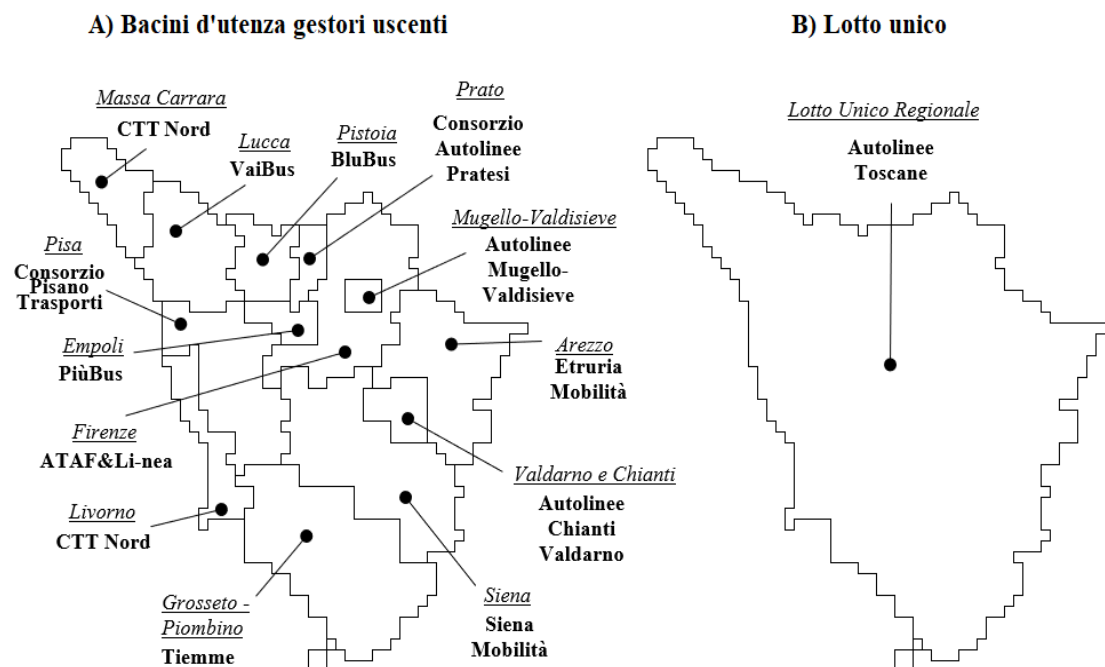 A) Bacini d'utenza gestori uscenti
B) Lotto unico
Massa Carrara
CTT Nord
Lucca
VaiBus
Pistoia
BluBus
Prato
Consorzio
Autolinee
Pratesi
Mugello-Valdisieve
Autolinee
Mugello-
Valdisieve
Pisa
Consorzio
Pisano
Trasporti
Empoli
PiùBus
Arezzo
Etruria
Mobilità
Firenze
ATAF&Li-nea
Valdarno e Chianti
Autolinee
Chianti
Valdarno
Livorno
CTT Nord
Grosseto -
Piombino
Tiemme
Siena
Siena
Mobilità
Lotto Unico Regionale
Autolinee
Toscane